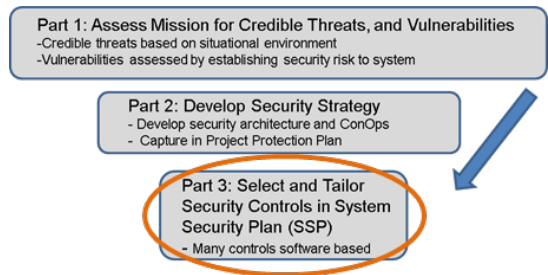 Part 1: Assess Mission for Credible Threats, and Vulnerabilities
-Credible threats based on situational environment
-Vulnerabilities assessed by establishing security risk to system
Part 2: Develop Security Strategy
- Develop security architecture and ConOps
- Capture in Project Protection Plan
Part 3: Select and Tailor
Security Controls in System
Security Plan (SSP)
- Many controls software based